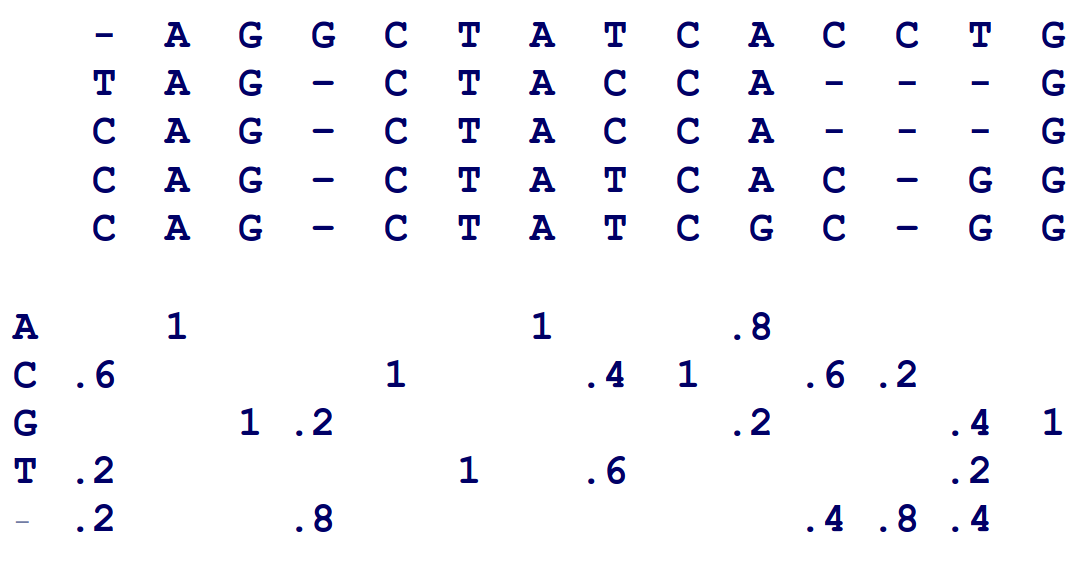 - A G G C T A T C A C C T G
T A G - C T A C C A - - - G
C A G - C T A C C A - - - G
C A G - C T A T C A C - G G
C A G - C T A T C G C - G G
A 1 1 .8
C .6 1 .4 1 .6 .2
G 1 .2 .2 .4 1
T .2 1 .6 .2
- .2 .8 .4 .8 .4